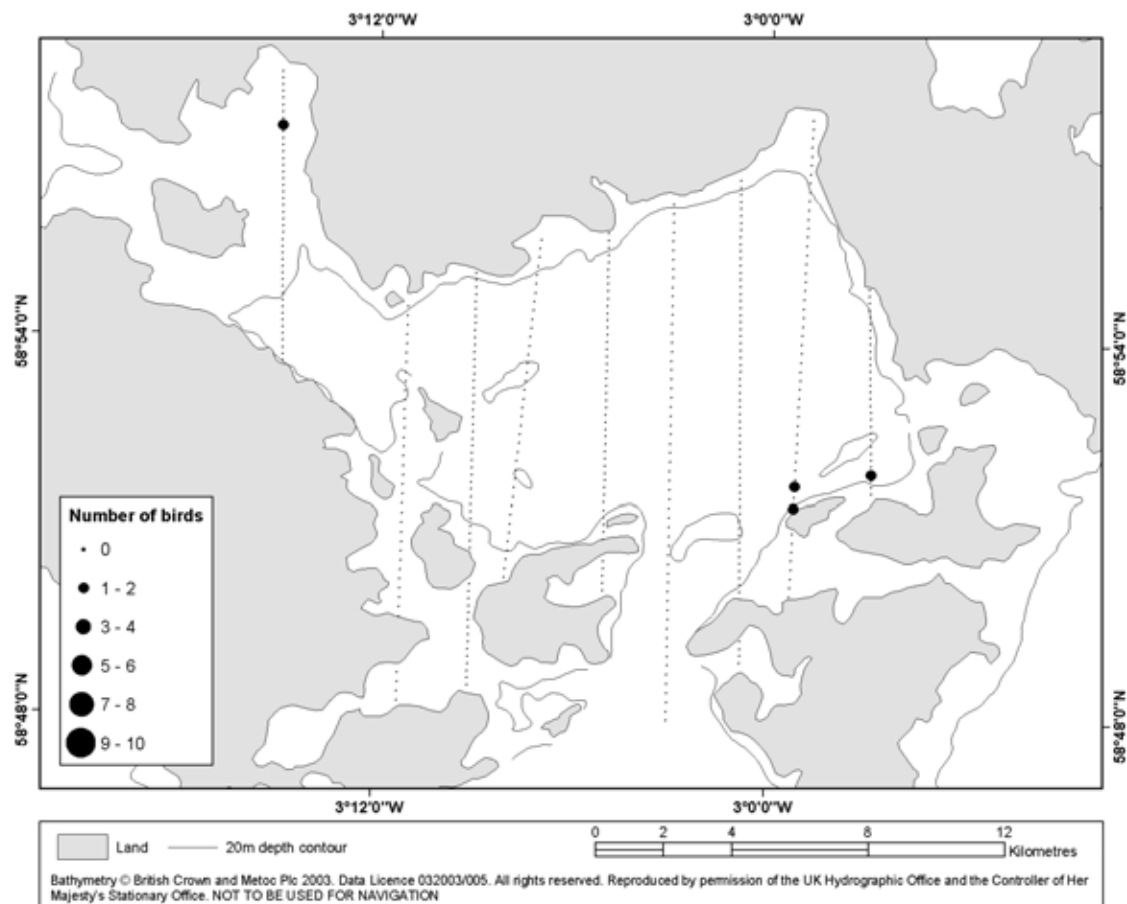 3°12'0"W 3°0'0"W
58°54'0"N
58°54'0"N
Number of birds
0
1 - 2
3 - 4
5 - 6
7 - 8
9 - 10
58°48'0"N
58°48'0"N
3°12'0"W 3°0'0"W
Land 20m depth contour
0 2 4 8 12
Kilometres
Bathymetry © British Crown and Metoc Plc 2003. Data Licence 032003/005. All rights reserved. Reproduced by permission of the UK Hydrographic Office and the Controller of Her
Majesty's Stationary Office. NOT TO BE USED FOR NAVIGATION